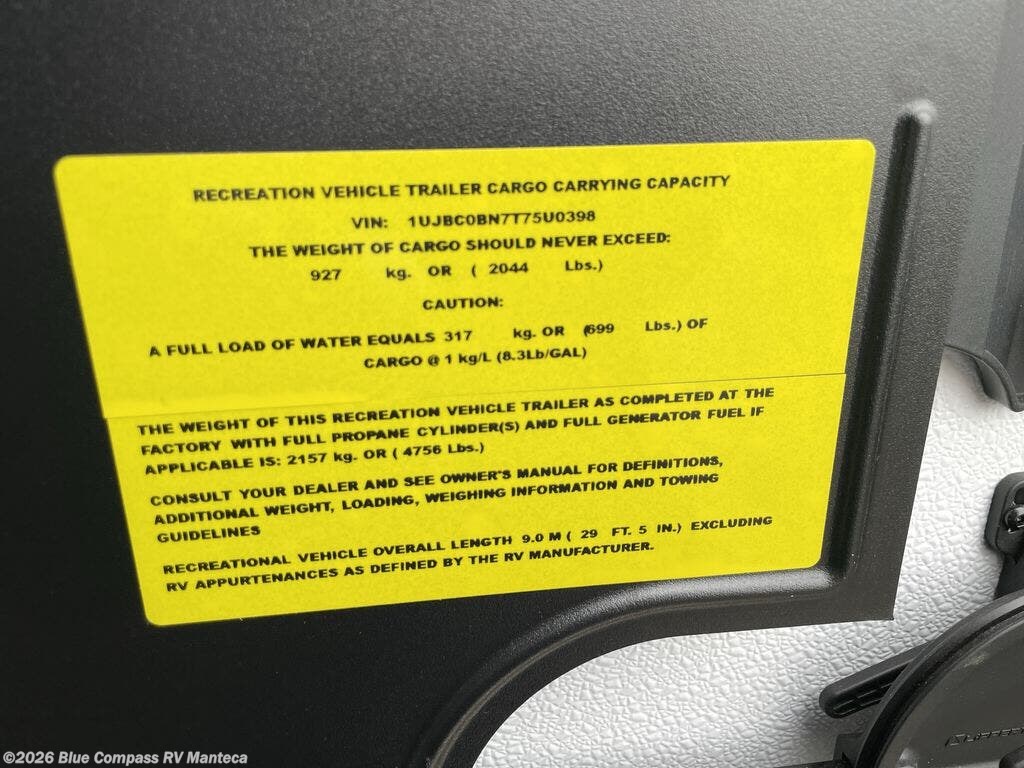 RECREATION VEHICLE TRAILER CARGO CARRYING CAPACITY
VIN: 1UJBC0BN7T75U0398
THE WEIGHT OF CARGO SHOULD NEVER EXCEED:
927 kg. OR ( 2044 Lbs.)
CAUTION:
A FULL LOAD OF WATER EQUALS 317 kg. OR (699 Lbs.) OF
CARGO @ 1 kg/L (8.3Lb/GAL)
THE WEIGHT OF THIS RECREATION VEHICLE TRAILER AS COMPLETED AT THE
FACTORY WITH FULL PROPANE CYLINDER(S) AND FULL GENERATOR FUEL IF
APPLICABLE IS: 2157 kg. OR ( 4756 Lbs.)
CONSULT YOUR DEALER AND SEE OWNER'S MANUAL FOR DEFINITIONS,
ADDITIONAL WEIGHT, LOADING, WEIGHING INFORMATION AND TOWING
GUIDELINES
RECREATIONAL VEHICLE OVERALL LENGTH 9.0 M ( 29 FT. 5 IN.) EXCLUDING
RV APPURTENANCES AS DEFINED BY THE RV MANUFACTURER.
©2026 Blue Compass RV Manteca